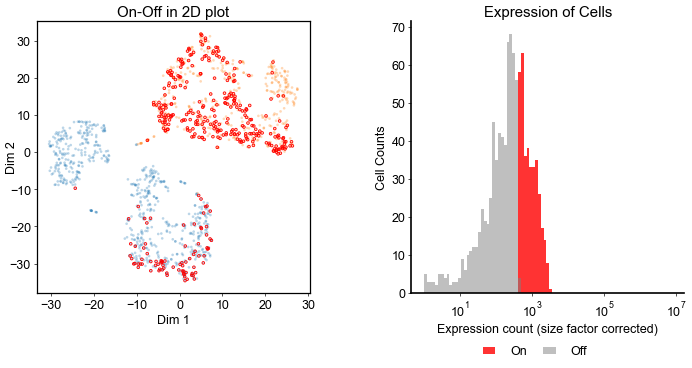 On-Off in 2D plot
Dim 2
30
20
10
0
−10
−20
−30
−30 −20 −10 0 10 20 30
Dim 1
Expression of Cells
Cell Counts
70
60
50
40
30
20
10
0
10^1 10^3 10^5 10^7
Expression count (size factor corrected)
On Off